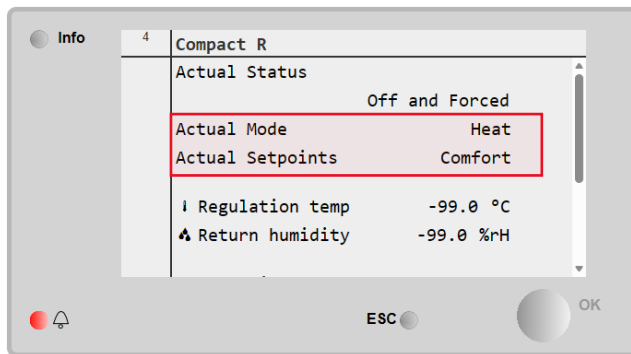 Info
4
Compact R
Actual Status
Off and Forced
Actual Mode Heat
Actual Setpoints Comfort
Regulation temp -99.0 °C
Return humidity -99.0 %rH
ESC
OK